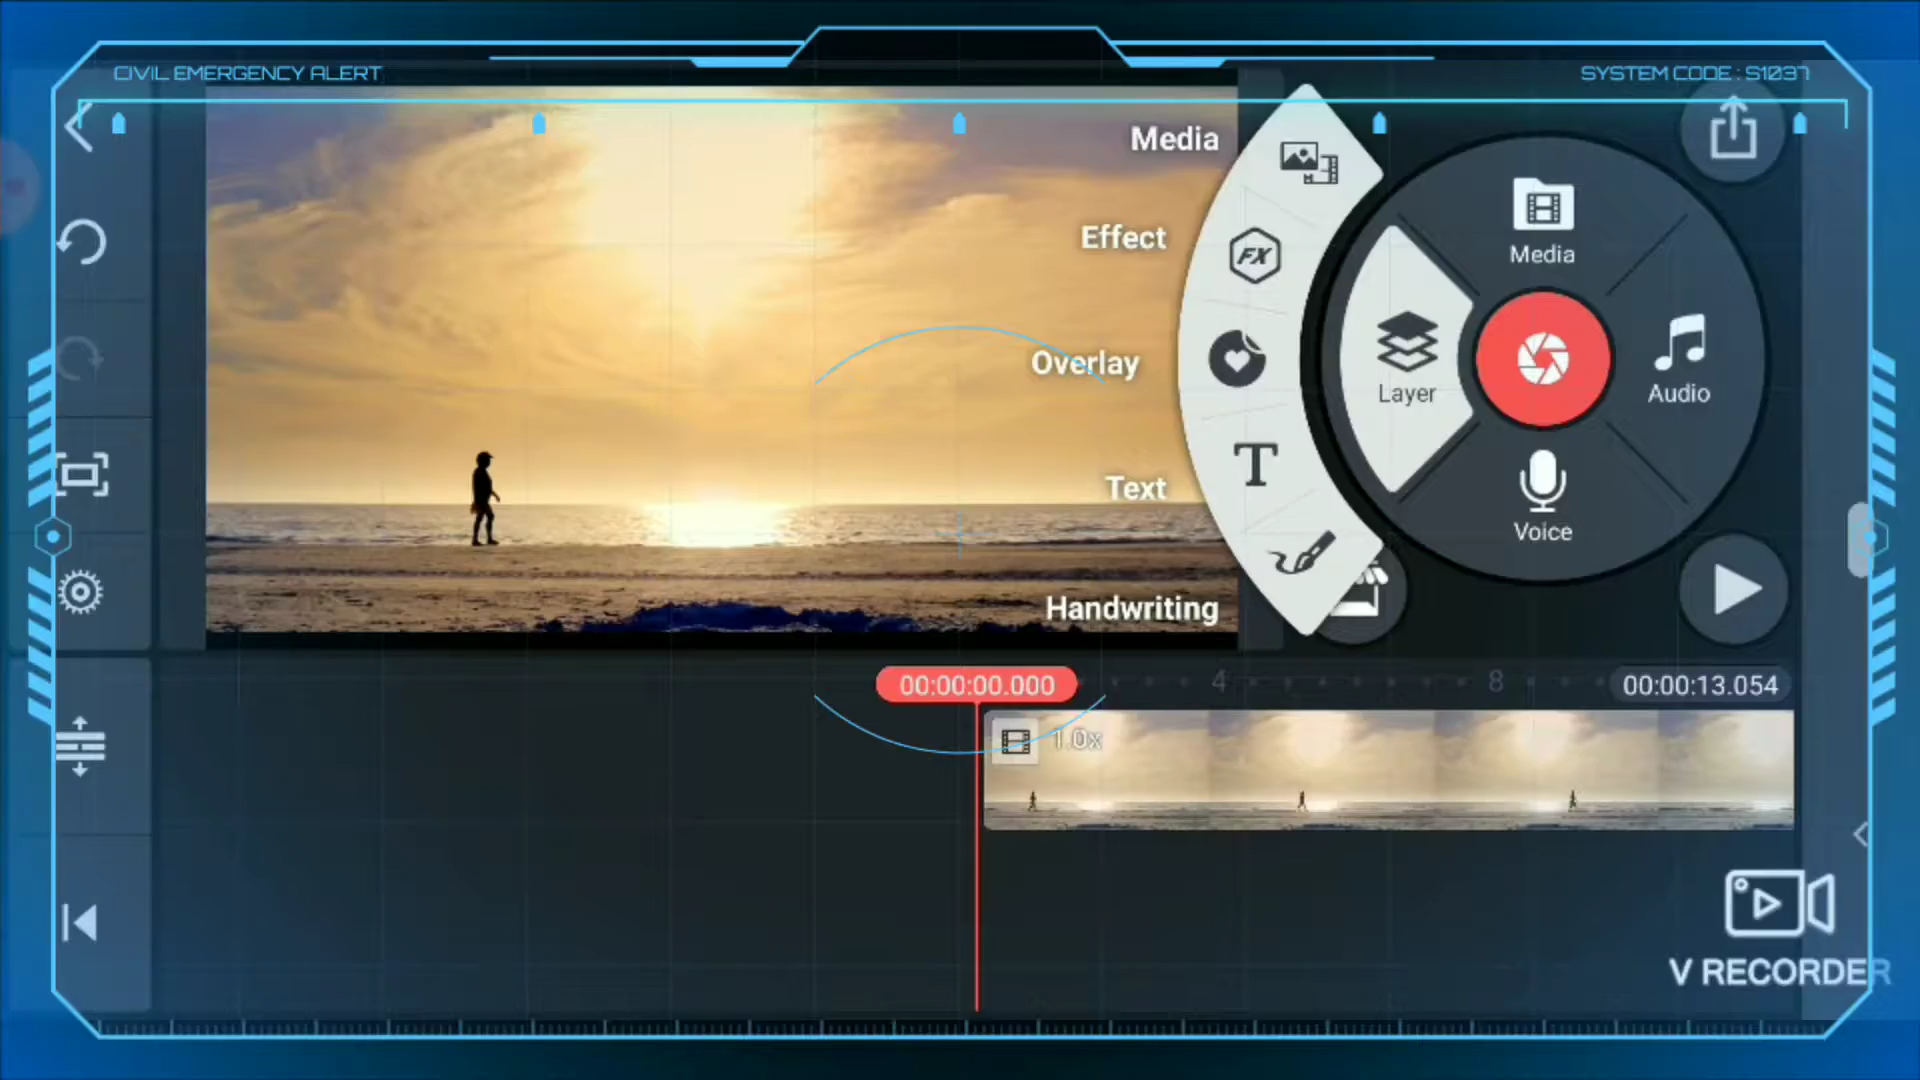 CIVIL EMERGENCY ALERT
SYSTEM CODE : S1037
Media
Effect
Overlay
Text
Handwriting
FX
T
Media
Layer
Audio
Voice
00:00:00.000
4
8
00:00:13.054
1.0x
V RECORDER